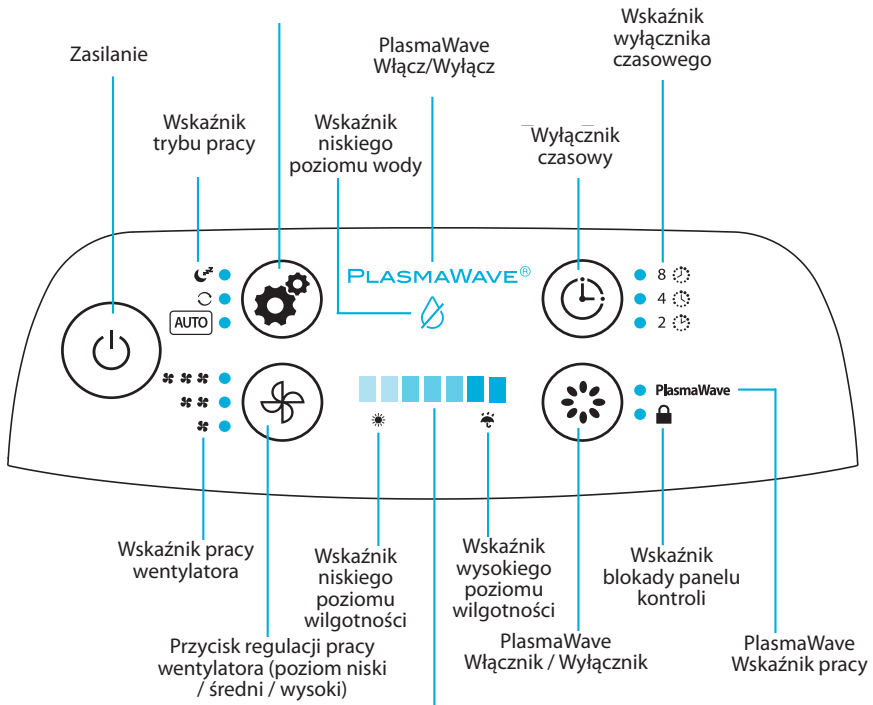 Zasilanie
PlasmaWave
Włącz/Wyłącz
Wskaźnik
wyłącznika
czasowego
Wskaźnik
trybu pracy
Wskaźnik
niskiego
poziomu wody
Wyłącznik
czasowy
PLASMAWAVE®
AUTO
8
4
2
PlasmaWave
Wskaźnik pracy
wentylatora
Wskaźnik
niskiego
poziomu
wilgotności
Wskaźnik
wysokiego
poziomu
wilgotności
Wskaźnik
blokady panelu
kontroli
Przycisk regulacji pracy
wentylatora (poziom niski
/ średni / wysoki)
PlasmaWave
Włącznik / Wyłącznik
PlasmaWave
Wskaźnik pracy